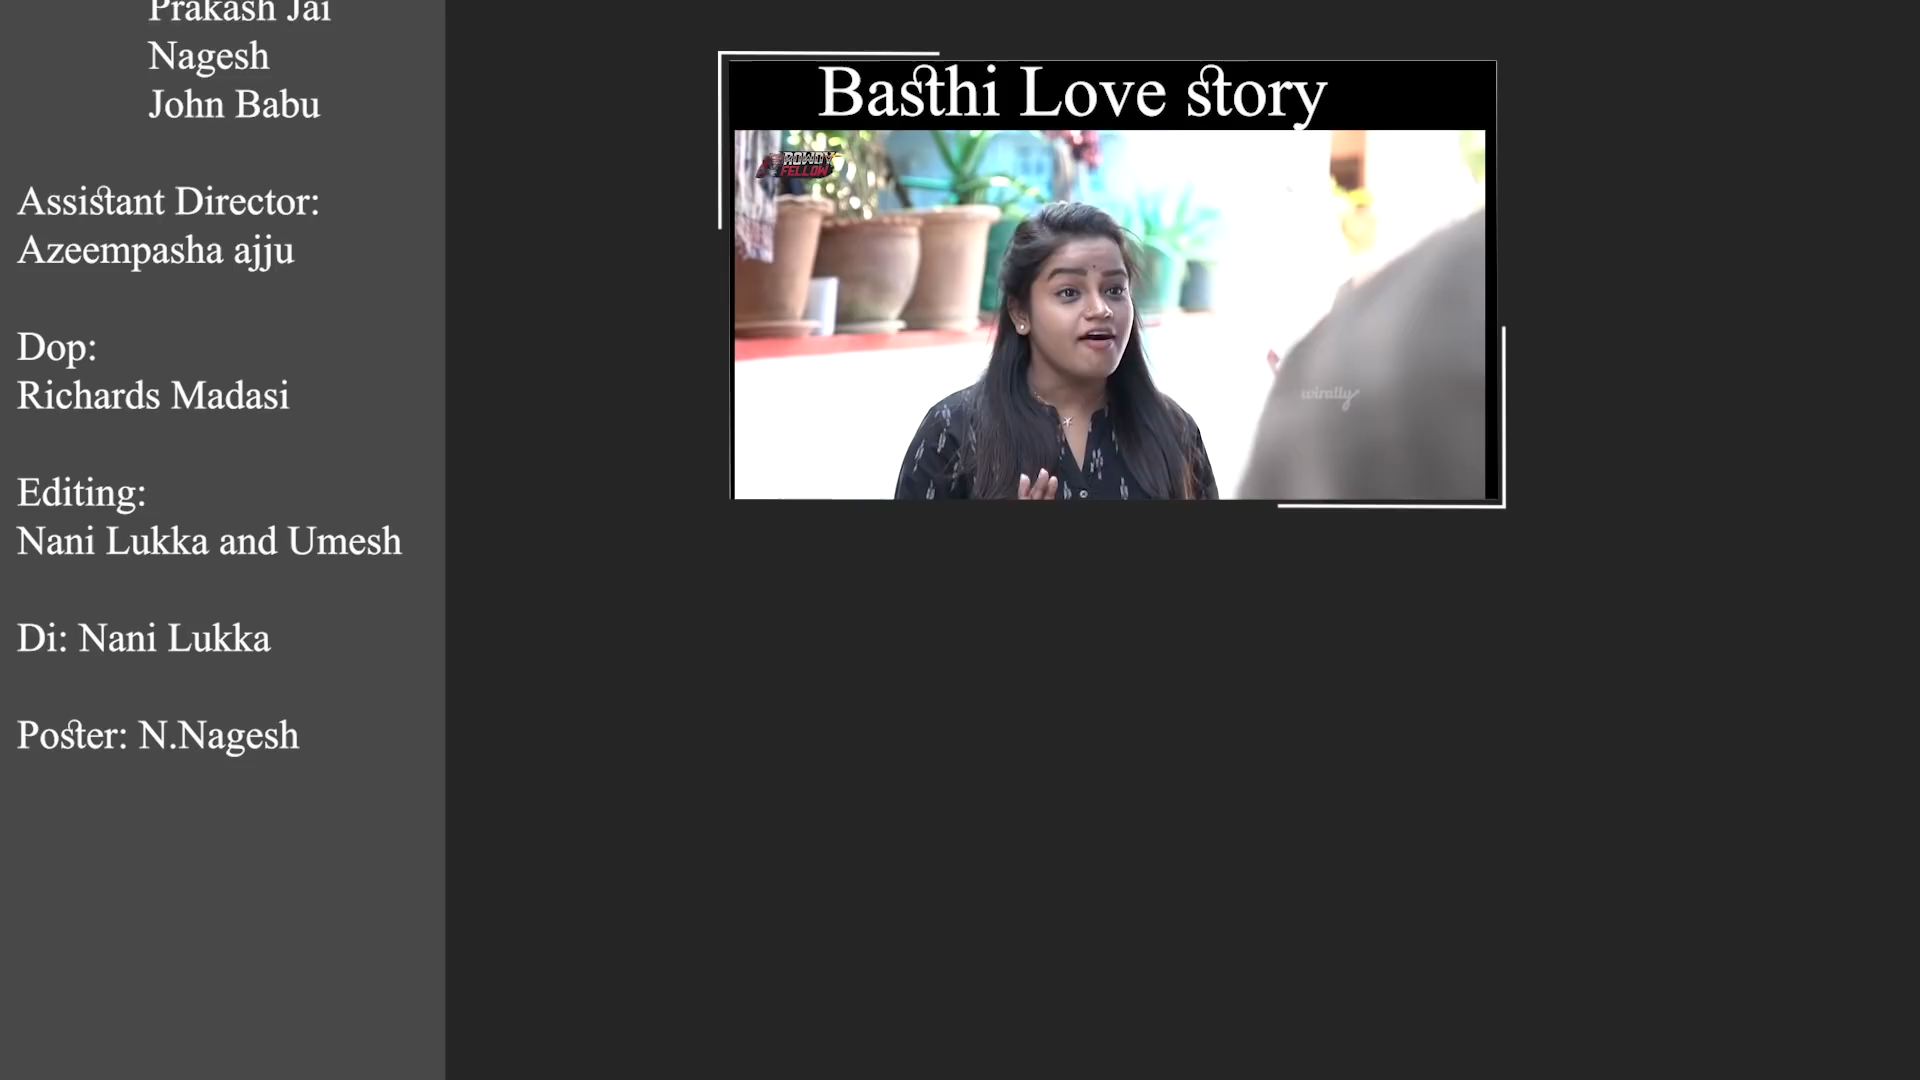 Prakash Jai
Nagesh
John Babu
Assistant Director:
Azeempasha ajju
Dop:
Richards Madasi
Editing:
Nani Lukka and Umesh
Di: Nani Lukka
Poster: N.Nagesh
Basthi Love story
ROWDY
FELLOW
wirally